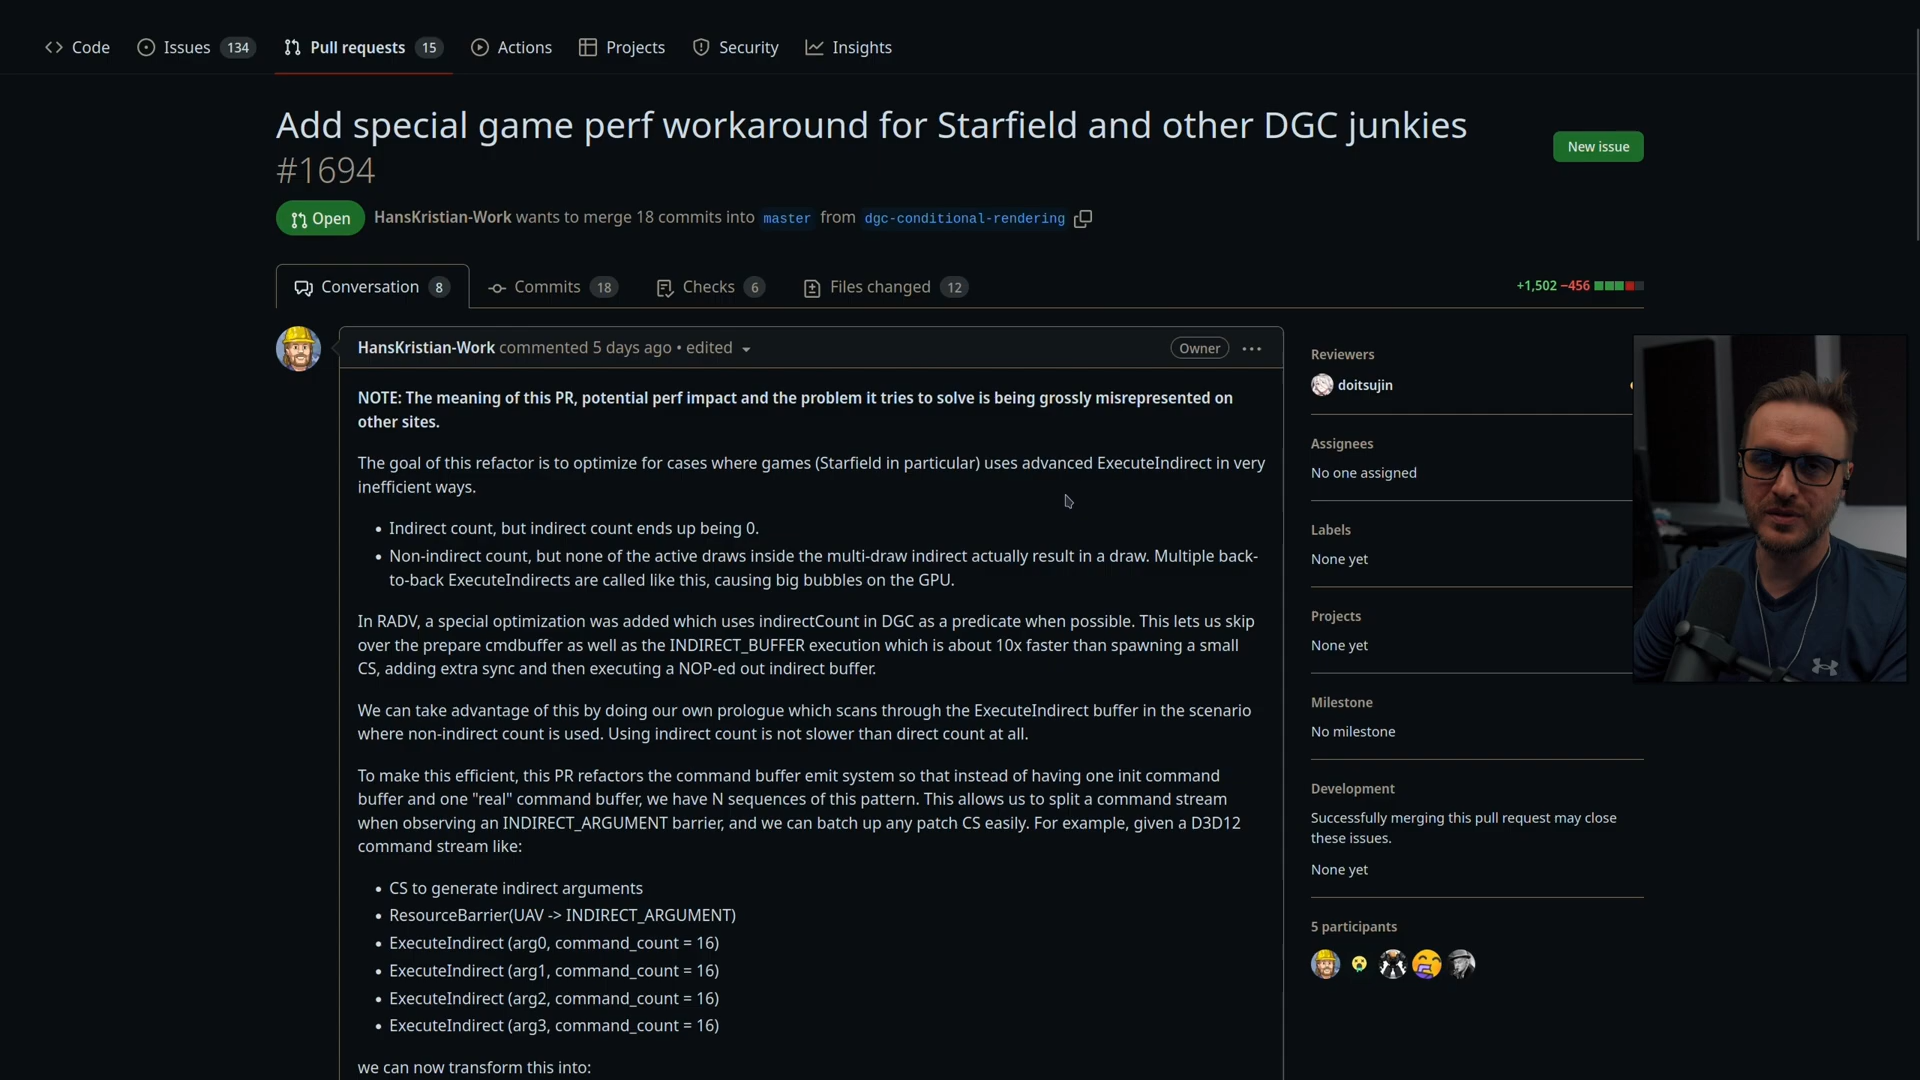 Code Issues 134 Pull requests 15 Actions Projects Security Insights
Add special game perf workaround for Starfield and other DGC junkies
#1694
New issue
Open HansKristian-Work wants to merge 18 commits into master from dgc-conditional-rendering
Conversation 8 Commits 18 Checks 6 Files changed 12
+1,502 −456
HansKristian-Work commented 5 days ago • edited
Owner
NOTE: The meaning of this PR, potential perf impact and the problem it tries to solve is being grossly misrepresented on
other sites.
The goal of this refactor is to optimize for cases where games (Starfield in particular) uses advanced ExecuteIndirect in very
inefficient ways.
• Indirect count, but indirect count ends up being 0.
• Non-indirect count, but none of the active draws inside the multi-draw indirect actually result in a draw. Multiple back-
to-back ExecuteIndirects are called like this, causing big bubbles on the GPU.
In RADV, a special optimization was added which uses indirectCount in DGC as a predicate when possible. This lets us skip
over the prepare cmdbuffer as well as the INDIRECT_BUFFER execution which is about 10x faster than spawning a small
CS, adding extra sync and then executing a NOP-ed out indirect buffer.
We can take advantage of this by doing our own prologue which scans through the ExecuteIndirect buffer in the scenario
where non-indirect count is used. Using indirect count is not slower than direct count at all.
To make this efficient, this PR refactors the command buffer emit system so that instead of having one init command
buffer and one "real" command buffer, we have N sequences of this pattern. This allows us to split a command stream
when observing an INDIRECT_ARGUMENT barrier, and we can batch up any patch CS easily. For example, given a D3D12
command stream like:
• CS to generate indirect arguments
• ResourceBarrier(UAV -> INDIRECT_ARGUMENT)
• ExecuteIndirect (arg0, command_count = 16)
• ExecuteIndirect (arg1, command_count = 16)
• ExecuteIndirect (arg2, command_count = 16)
• ExecuteIndirect (arg3, command_count = 16)
we can now transform this into:
Reviewers
doitsujin
Assignees
No one assigned
Labels
None yet
Projects
None yet
Milestone
No milestone
Development
Successfully merging this pull request may close
these issues.
None yet
5 participants